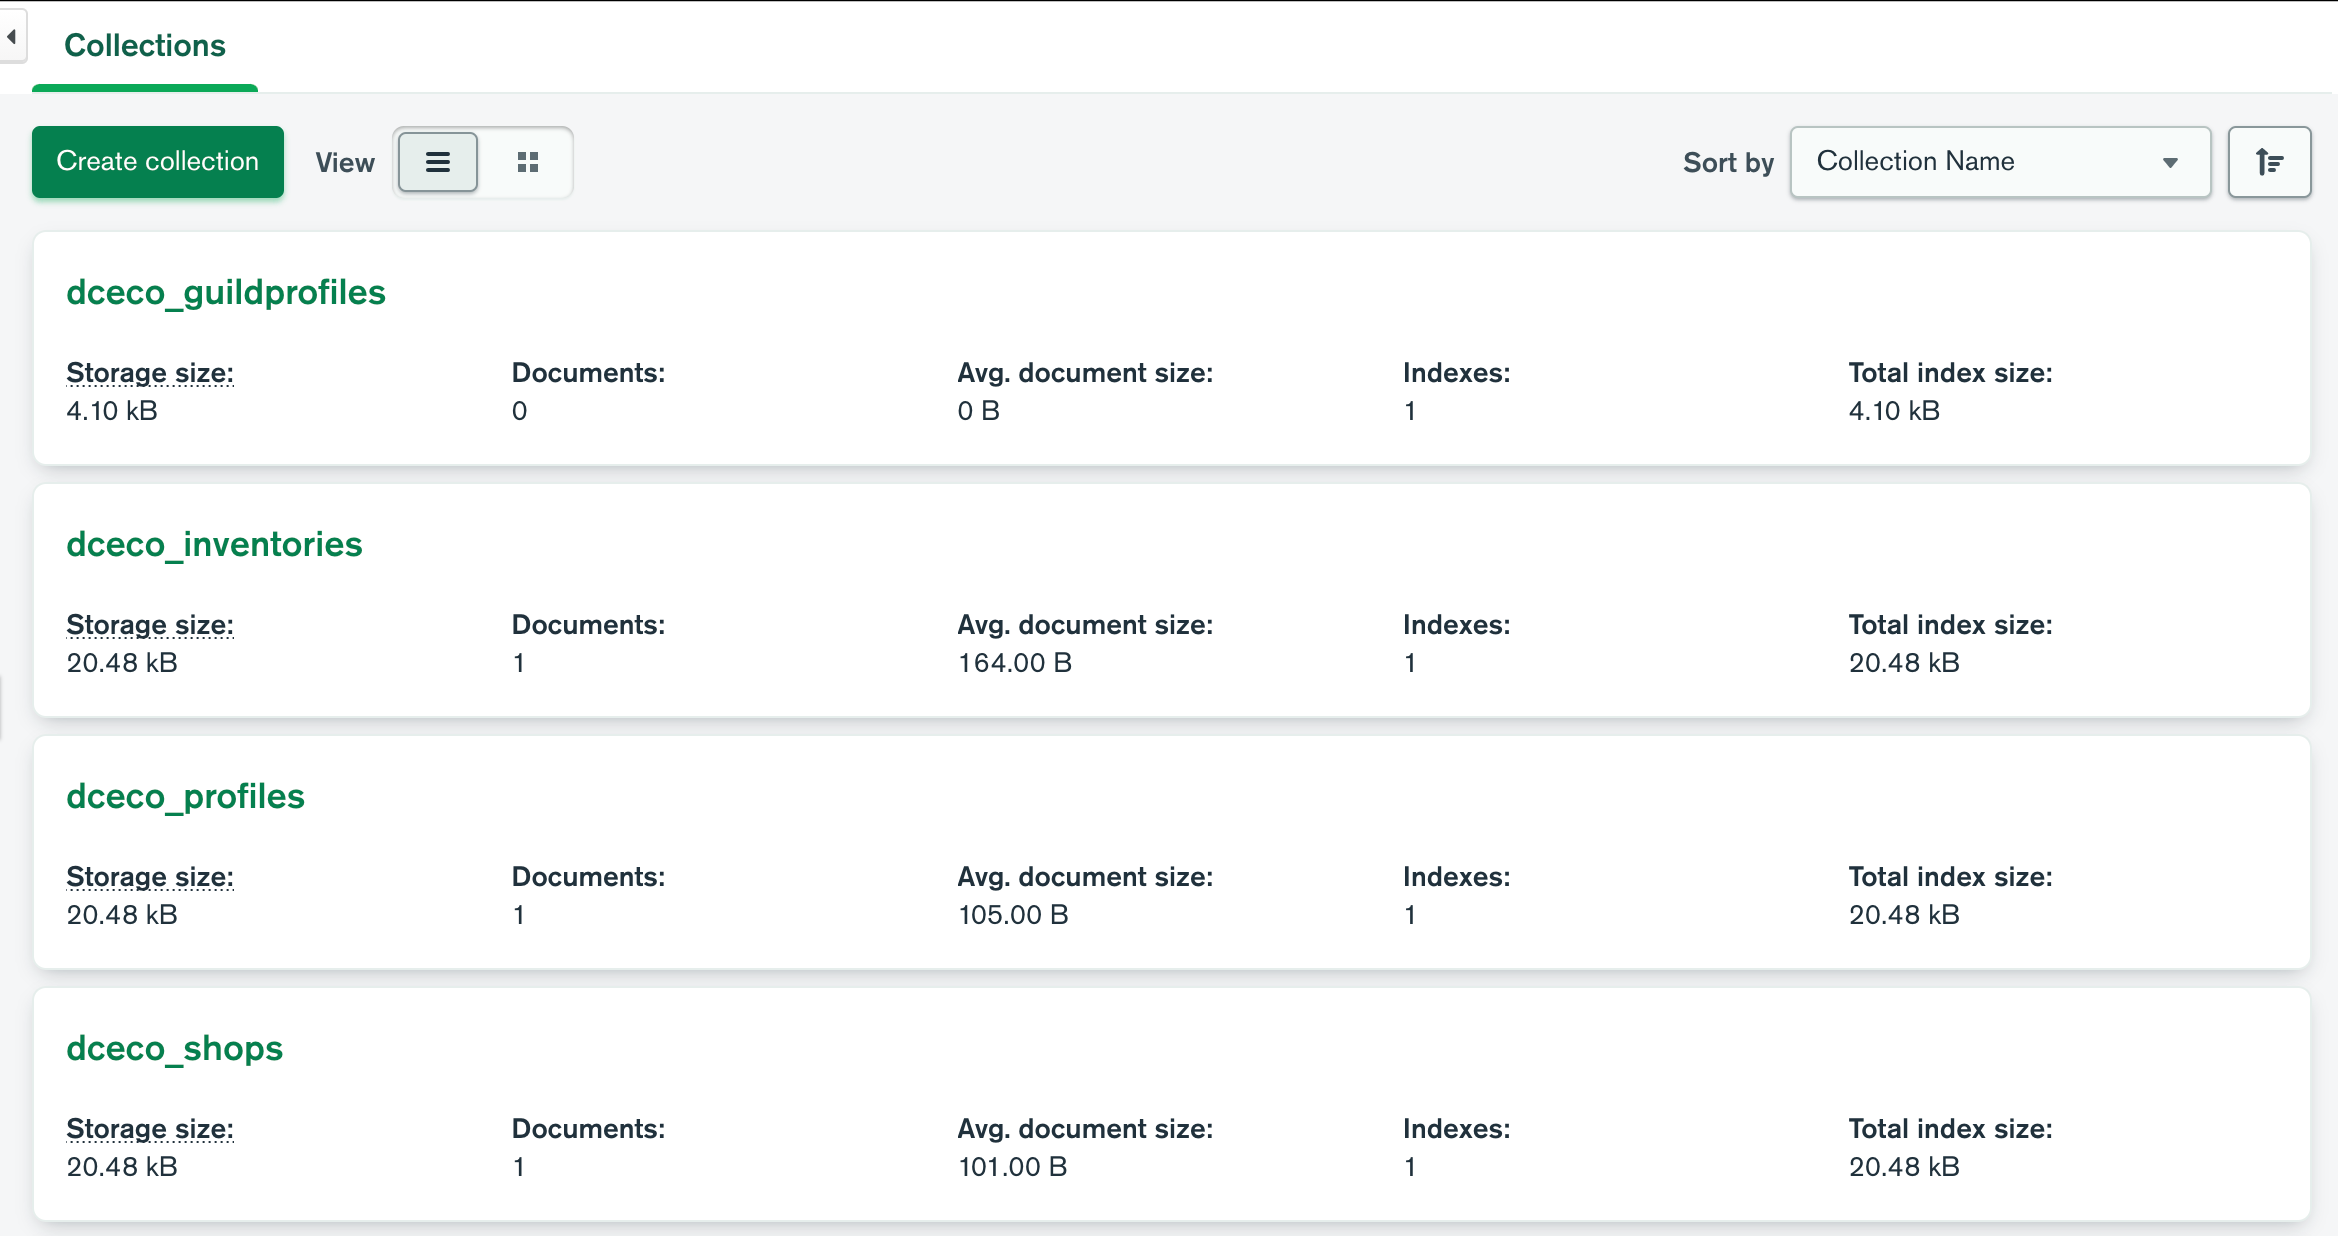 Collections
Create collection
View
Sort by
Collection Name
dceco_guildprofiles
Storage size: Documents: Avg. document size: Indexes: Total index size:
4.10 kB 0 0 B 1 4.10 kB
dceco_inventories
Storage size: Documents: Avg. document size: Indexes: Total index size:
20.48 kB 1 164.00 B 1 20.48 kB
dceco_profiles
Storage size: Documents: Avg. document size: Indexes: Total index size:
20.48 kB 1 105.00 B 1 20.48 kB
dceco_shops
Storage size: Documents: Avg. document size: Indexes: Total index size:
20.48 kB 1 101.00 B 1 20.48 kB